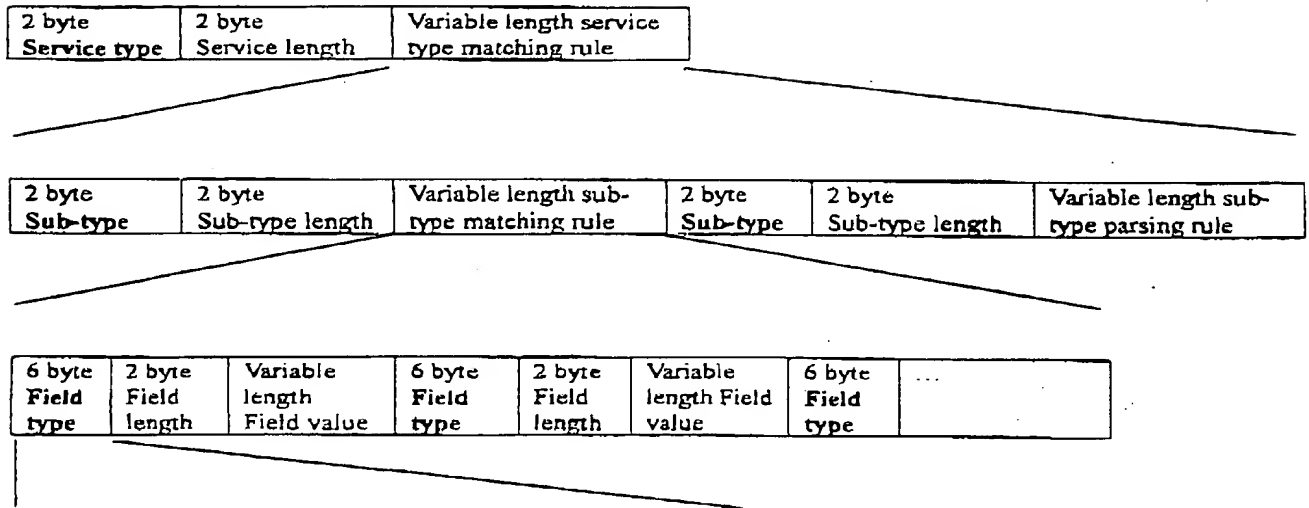 2 byte
Service type
2 byte
Service length
Variable length service
type matching rule
2 byte
Sub-type
2 byte
Sub-type length
Variable length sub-
type matching rule
2 byte
Sub-type
2 byte
Sub-type length
Variable length sub-
type parsing rule
6 byte
Field
type
2 byte
Field
length
Variable
length
Field value
6 byte
Field
type
2 byte
Field
length
Variable
length Field
value
6 byte
Field
type
...